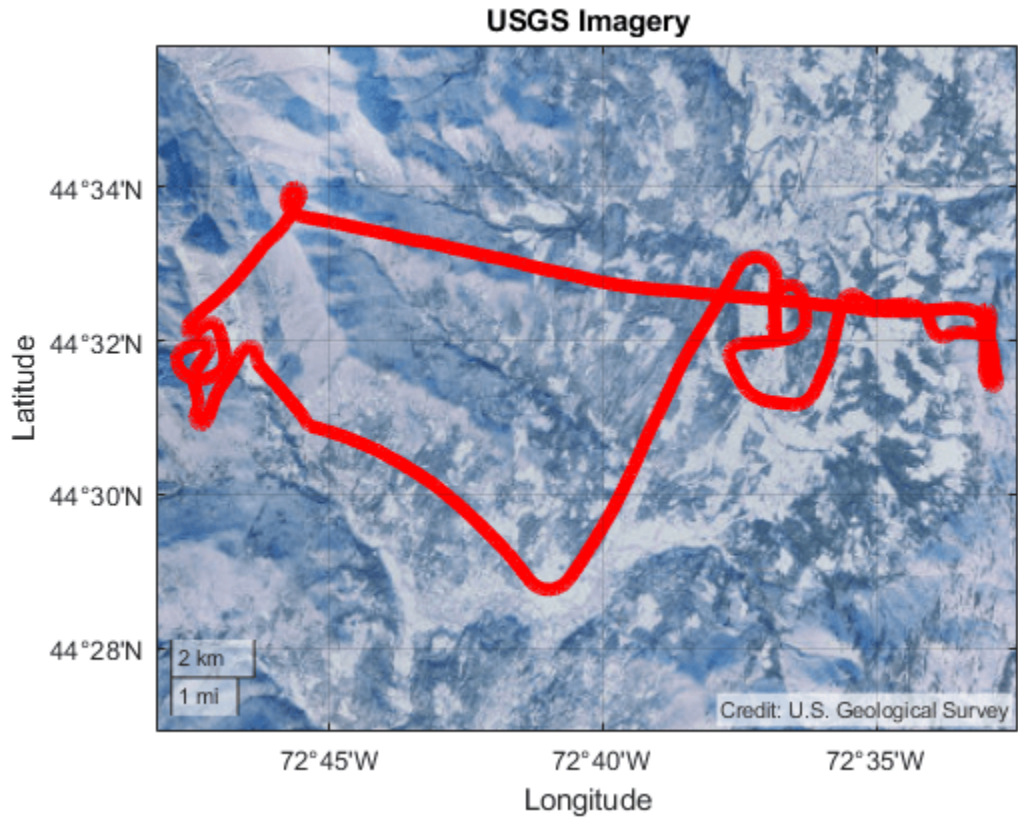 USGS Imagery
44°34'N
44°32'N
44°30'N
44°28'N
Latitude
2 km
1 mi
Credit: U.S. Geological Survey
72°45'W
72°40'W
72°35'W
Longitude